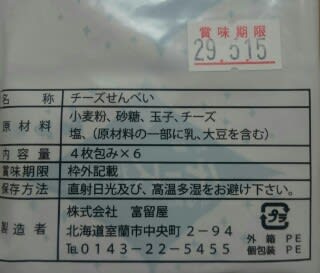 賞味期限
29.5.15
名称 チーズせんべい
原材料 小麦粉、砂糖、玉子、チーズ
塩、(原材料の一部に乳、大豆を含む)
内容量 4枚包み×6
賞味期限 枠外記載
保存方法 直射日光及び、高温多湿をお避け下さい。
製造者 株式会社 富留屋
北海道室蘭市中央町2-94
℡0143-22-5455
プラ
外箱 PE
個包装 PE